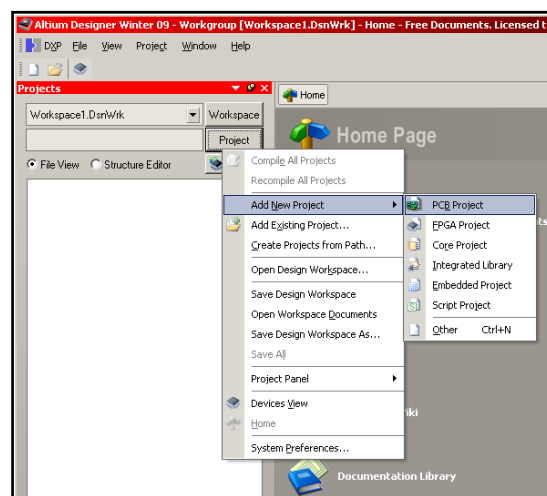 Altium Designer Winter 09 - Workgroup [Workspace1.DsnWrk] - Home - Free Documents. Licensed t
DXP File View Project Window Help
Projects
Home
Workspace1.DsnWrk Workspace
Project
Home Page
File View Structure Editor
Compile All Projects
Recompile All Projects
Add New Project PCB Project
Add Existing Project... FPGA Project
Create Projects from Path... Core Project
Integrated Library
Open Design Workspace... Embedded Project
Save Design Workspace Script Project
Open Workspace Documents
Save Design Workspace As... Other Ctrl+N
Save All
Project Panel
Devices View
Home
System Preferences...
Documentation Library